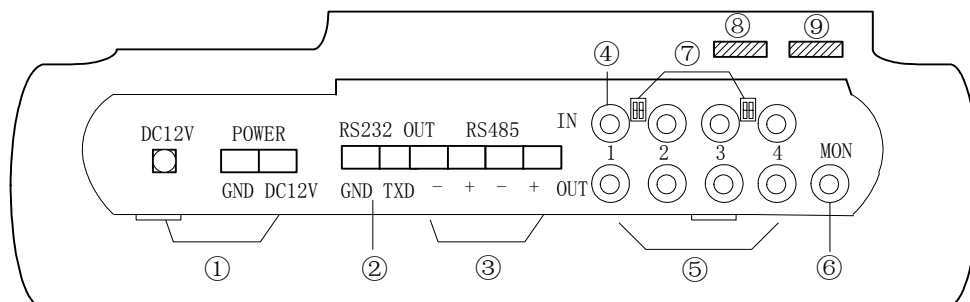 ⑧ ⑨
④ ⑦
DC12V POWER RS232 OUT RS485 IN
1 2 3 4 MON
GND DC12V GND TXD - + - + OUT
① ② ③ ⑤ ⑥